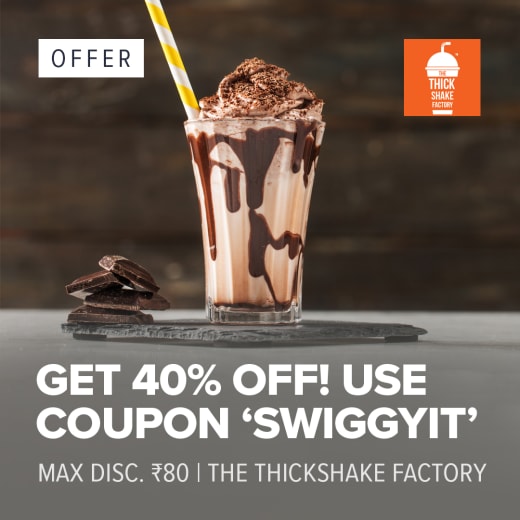 OFFER
THE
THICK
SHAKE
FACTORY
GET 40% OFF! USE
COUPON ‘SWIGGYIT’
MAX DISC. ₹80 | THE THICKSHAKE FACTORY